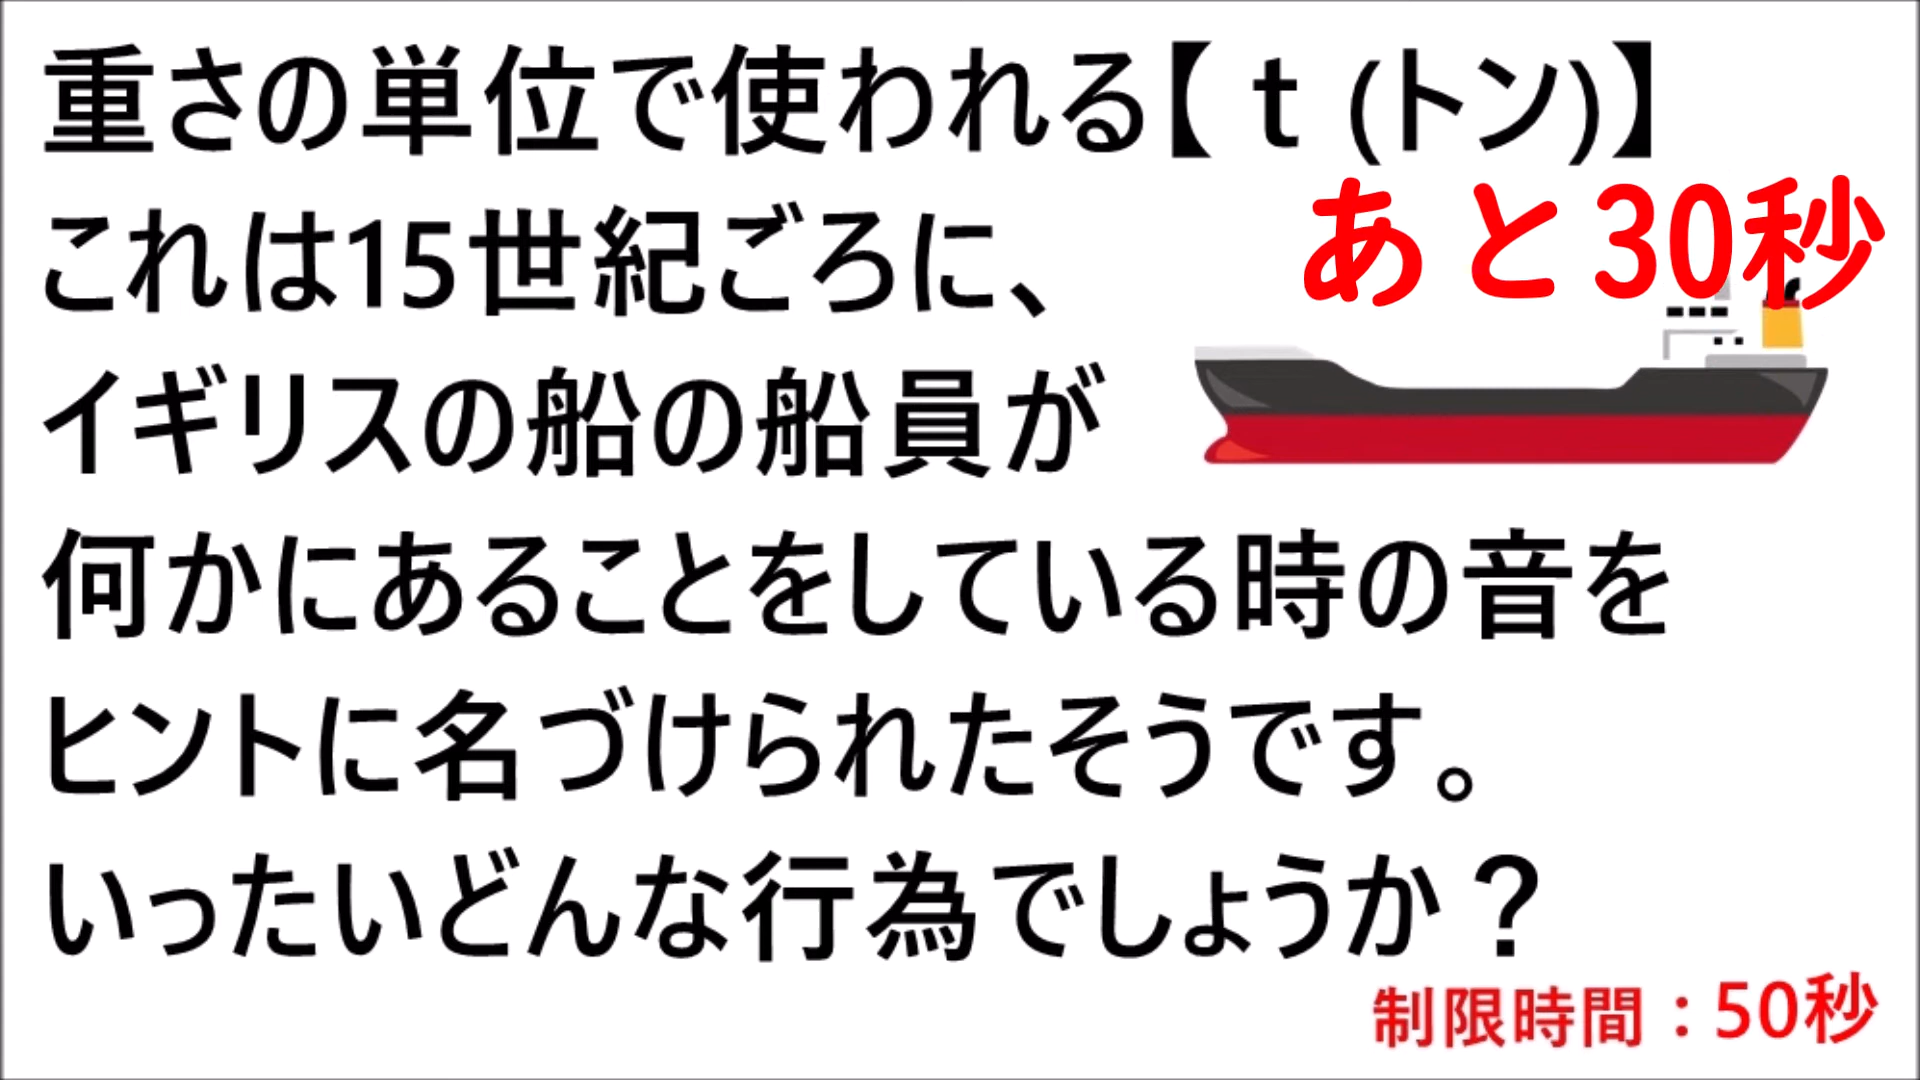 重さの単位で使われる【 t (トン)】
あと30秒
これは15世紀ごろに、
イギリスの船の船員が
何かにあることをしている時の音を
ヒントに名づけられたそうです。
いったいどんな行為でしょうか？
制限時間：50秒